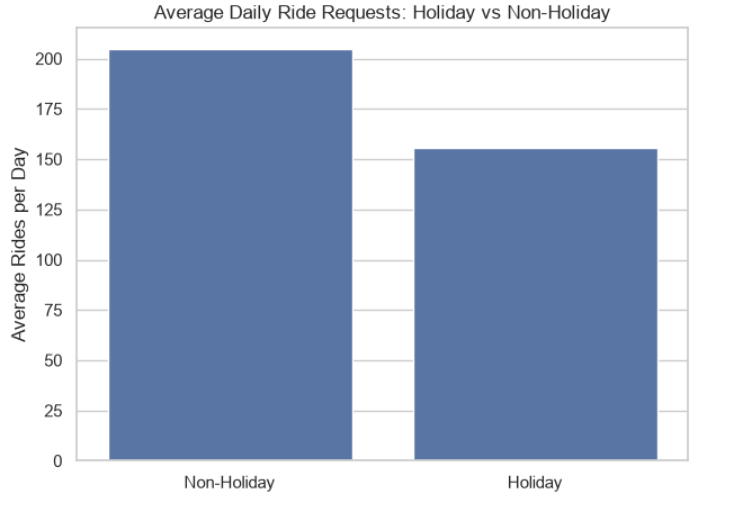 Average Daily Ride Requests: Holiday vs Non-Holiday
Average Rides per Day
200
175
150
125
100
75
50
25
0
Non-Holiday
Holiday